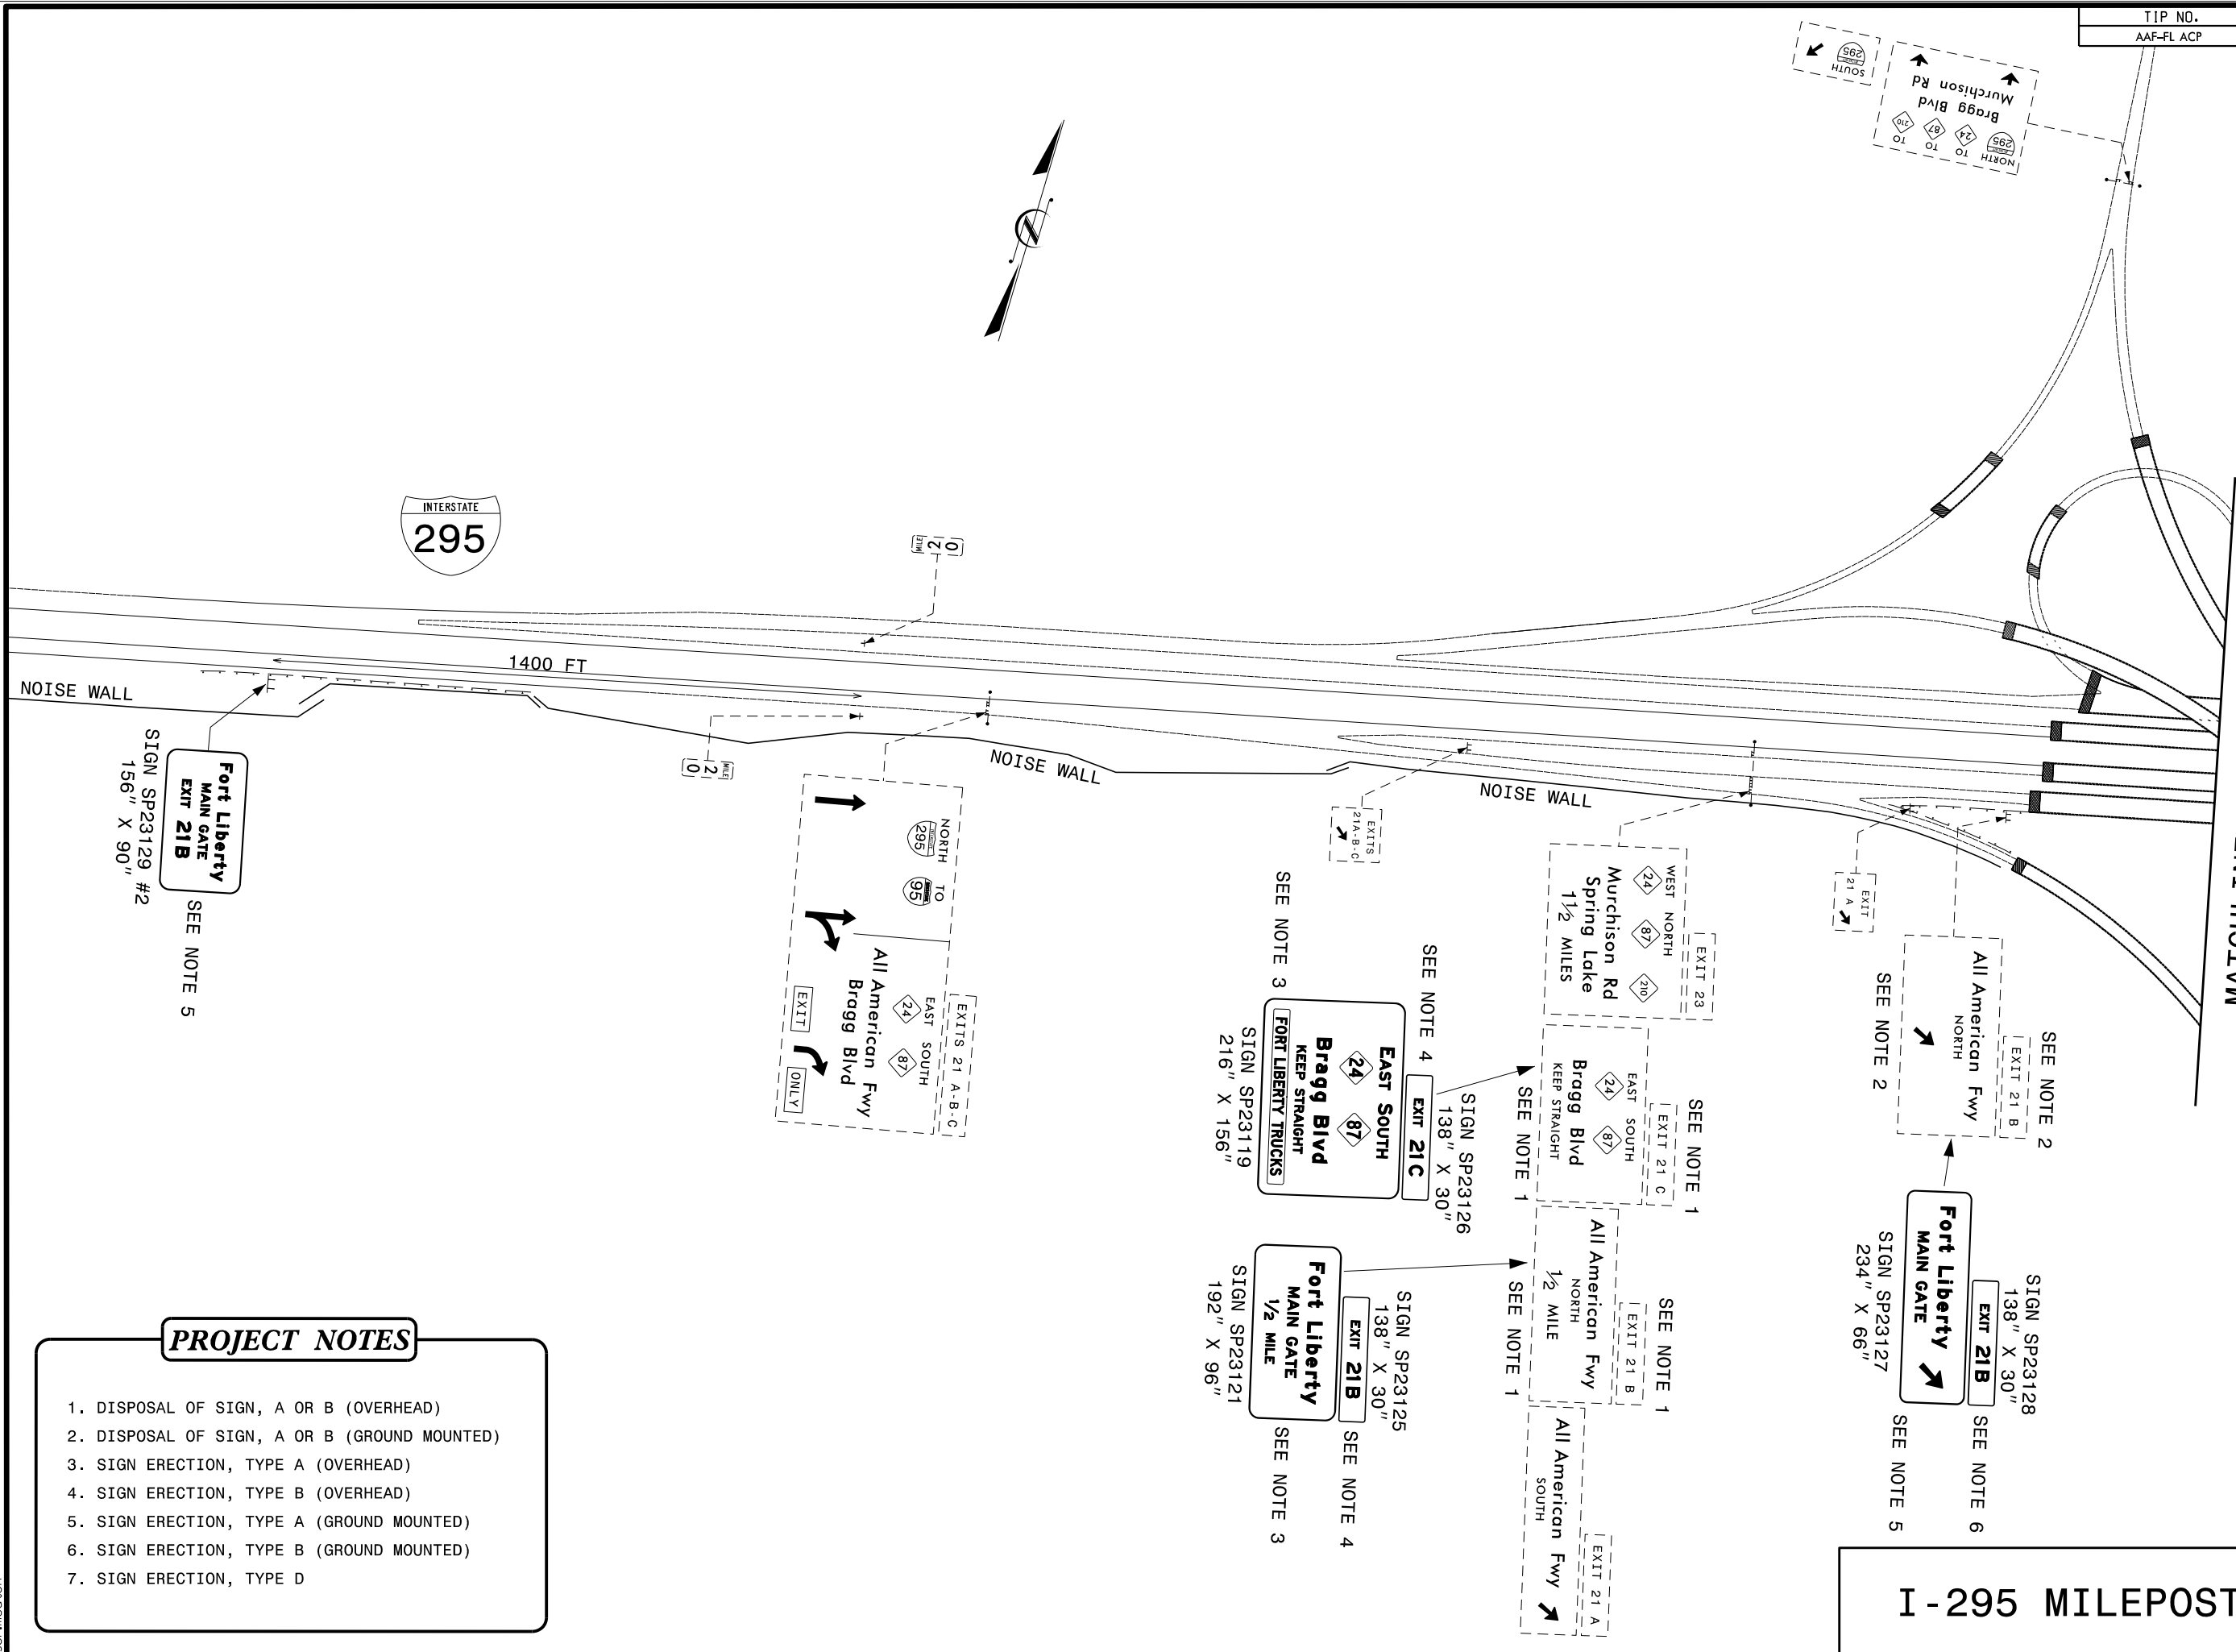 TIP NO.
AAF-FL ACP
SOUTH
295
Murchison Rd
Bragg Blvd
NORTH TO TO TO
295 24 87 210
INTERSTATE
295
MILE
2
0
1400 FT
NOISE WALL
MILE
2
0
NOISE WALL
NOISE WALL
Fort Liberty
MAIN GATE
EXIT 21B
SIGN SP23129 #2
156" X 90"
SEE NOTE 5
NORTH TO
295 95
EXITS 21 A-B-C
EAST SOUTH
24 87
All American Fwy
Bragg Blvd
EXIT ONLY
EXITS
21A-B-C
SEE NOTE 3
SEE NOTE 4
EXIT 21C
SIGN SP23126
138" X 30"
EAST SOUTH
24 87
Bragg Blvd
KEEP STRAIGHT
FORT LIBERTY TRUCKS
SIGN SP23119
216" X 156"
SIGN SP23125
138" X 30"
EXIT 21B
SEE NOTE 4
Fort Liberty
MAIN GATE
1/2 MILE
SIGN SP23121
192" X 96"
SEE NOTE 3
EXIT 23
WEST NORTH
24 87 210
Murchison Rd
Spring Lake
1 1/2 MILES
SEE NOTE 1
EXIT 21 C
EAST SOUTH
24 87
Bragg Blvd
KEEP STRAIGHT
SEE NOTE 1
SEE NOTE 1
EXIT 21 B
All American Fwy
NORTH
1/2 MILE
SEE NOTE 1
EXIT 21 A
All American Fwy
SOUTH
EXIT
21 A
SEE NOTE 2
EXIT 21 B
All American Fwy
NORTH
SEE NOTE 2
SIGN SP23128
138" X 30"
EXIT 21B
SEE NOTE 6
Fort Liberty
MAIN GATE
SIGN SP23127
234" X 66"
SEE NOTE 5
PROJECT NOTES
1. DISPOSAL OF SIGN, A OR B (OVERHEAD)
2. DISPOSAL OF SIGN, A OR B (GROUND MOUNTED)
3. SIGN ERECTION, TYPE A (OVERHEAD)
4. SIGN ERECTION, TYPE B (OVERHEAD)
5. SIGN ERECTION, TYPE A (GROUND MOUNTED)
6. SIGN ERECTION, TYPE B (GROUND MOUNTED)
7. SIGN ERECTION, TYPE D
I-295 MILEPOST